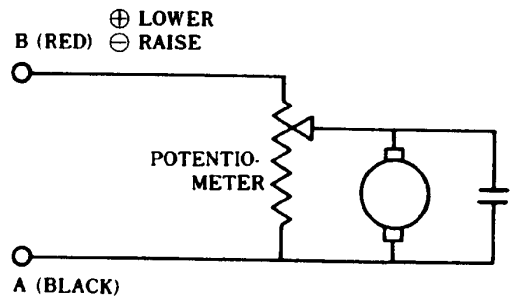 ⊕ LOWER
B (RED) ⊖ RAISE
POTENTIO-
METER
A (BLACK)